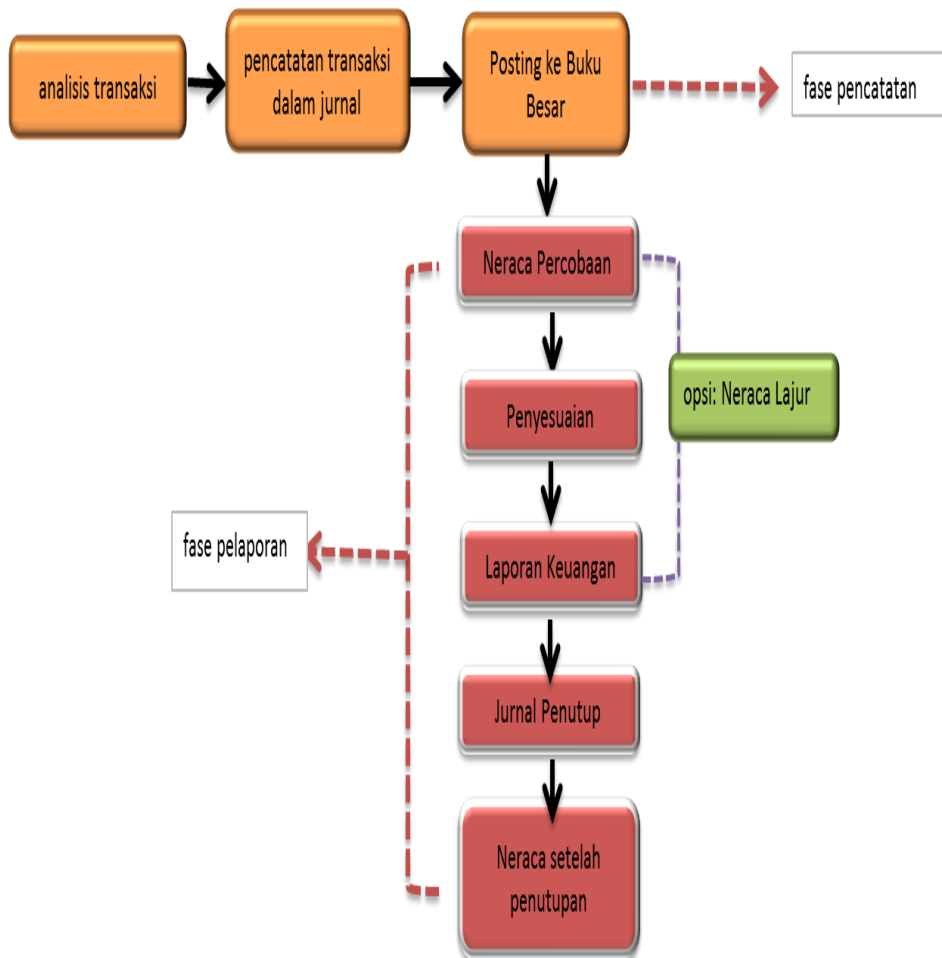 analisis transaksi
pencatatan transaksi
dalam jurnal
Posting ke Buku
Besar
fase pencatatan
Neraca Percobaan
Penyesuaian
opsi: Neraca Lajur
fase pelaporan
Laporan Keuangan
Jurnal Penutup
Neraca setelah
penutupan